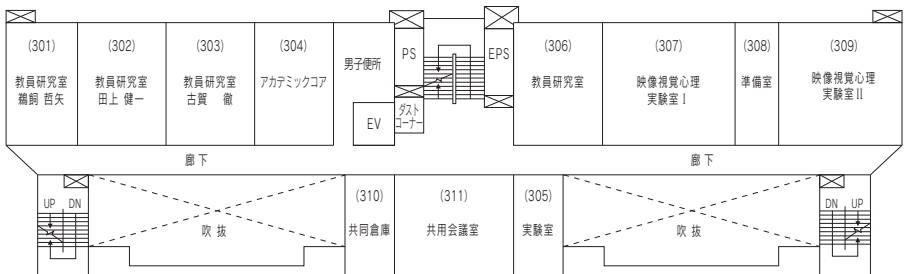 (301)
教員研究室
鵜飼 哲矢
(302)
教員研究室
田上 健一
(303)
教員研究室
古賀 徹
(304)
アカデミックコア
男子便所
EV
PS
ダスト
コーナー
EPS
(306)
教員研究室
(307)
映像視覚心理
実験室Ⅰ
(308)
準備室
(309)
映像視覚心理
実験室Ⅱ
廊下
廊下
UP DN
吹抜
(310)
共同倉庫
(311)
共用会議室
(305)
実験室
吹抜
DN UP